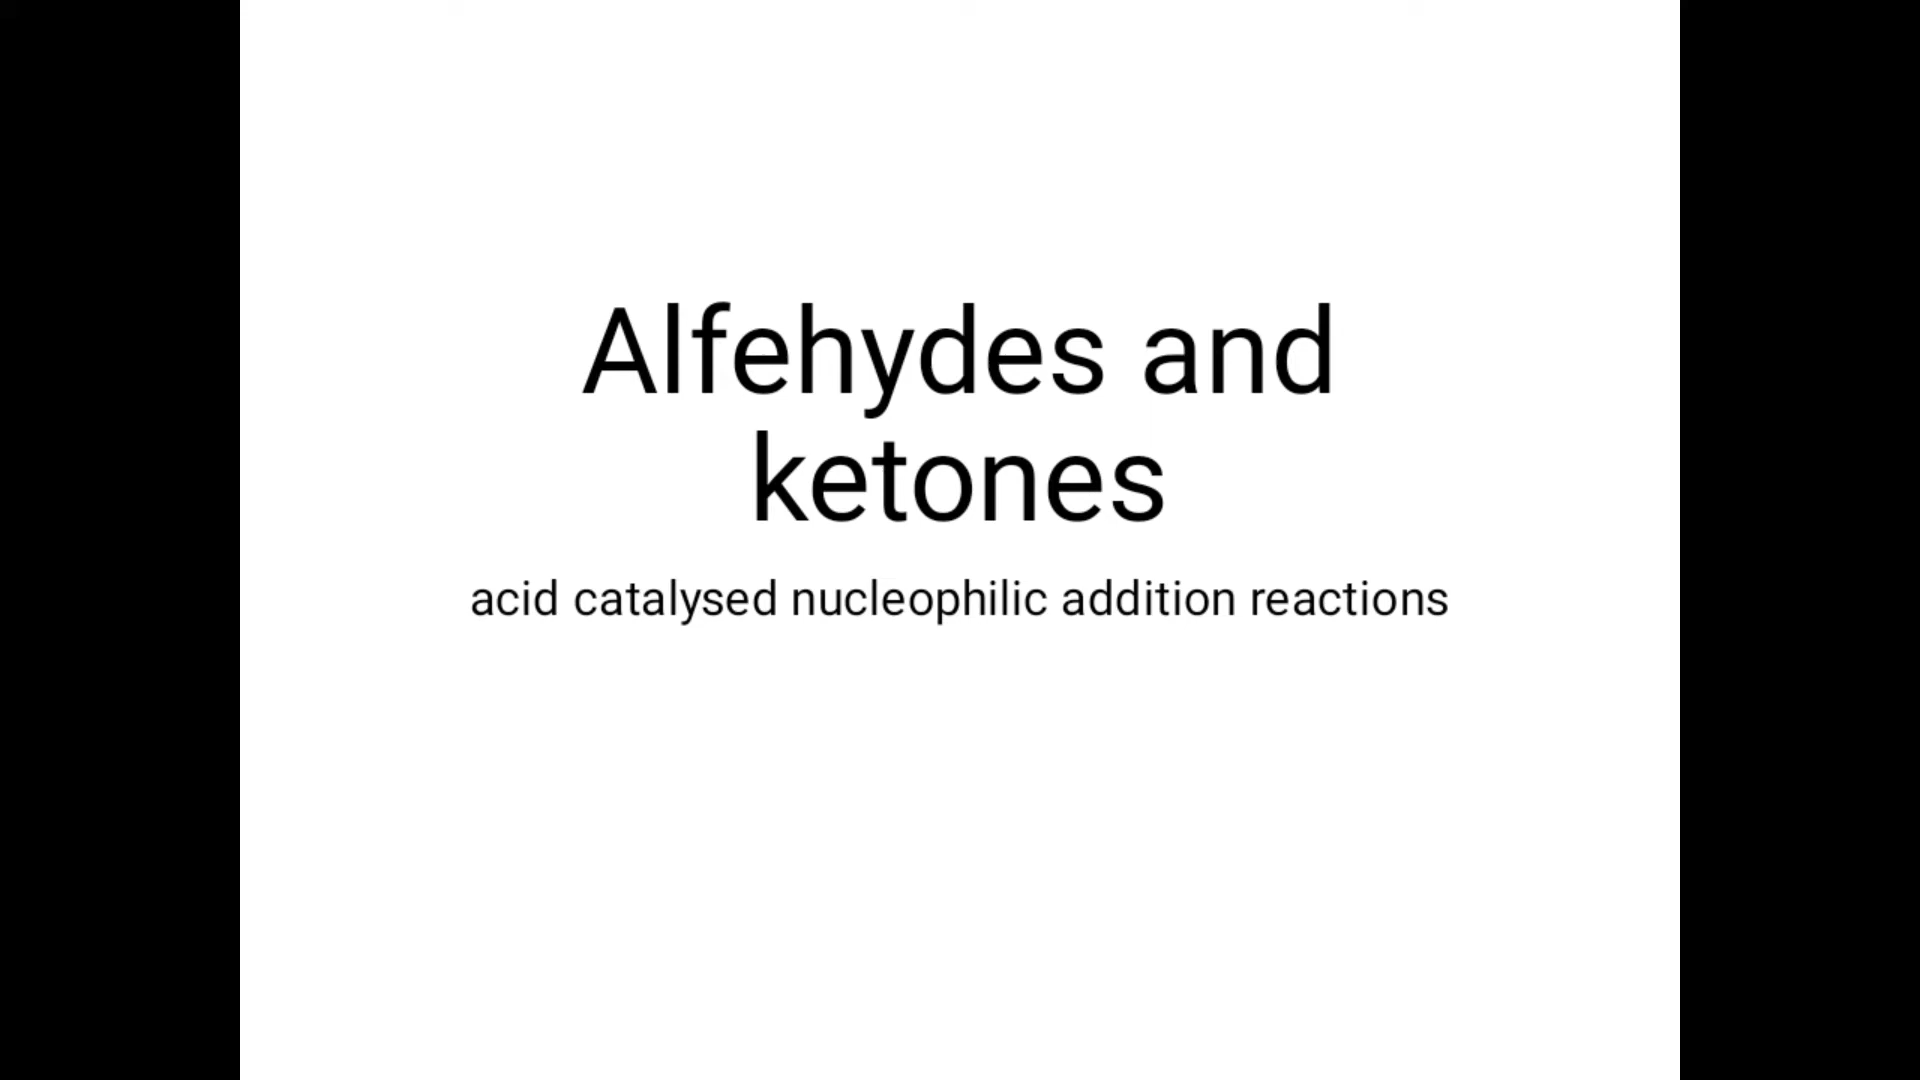 Alfehydes and
ketones
acid catalysed nucleophilic addition reactions